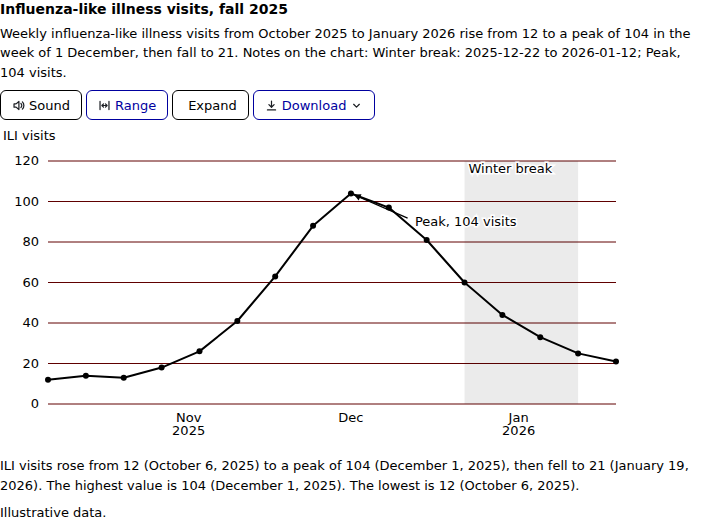 Influenza-like illness visits, fall 2025
Weekly influenza-like illness visits from October 2025 to January 2026 rise from 12 to a peak of 104 in the
week of 1 December, then fall to 21. Notes on the chart: Winter break: 2025-12-22 to 2026-01-12; Peak,
104 visits.
Sound Range Expand Download
ILI visits
120
Winter break
100
Peak, 104 visits
80
60
40
20
0
Nov Dec Jan
2025 2026
ILI visits rose from 12 (October 6, 2025) to a peak of 104 (December 1, 2025), then fell to 21 (January 19,
2026). The highest value is 104 (December 1, 2025). The lowest is 12 (October 6, 2025).
Illustrative data.